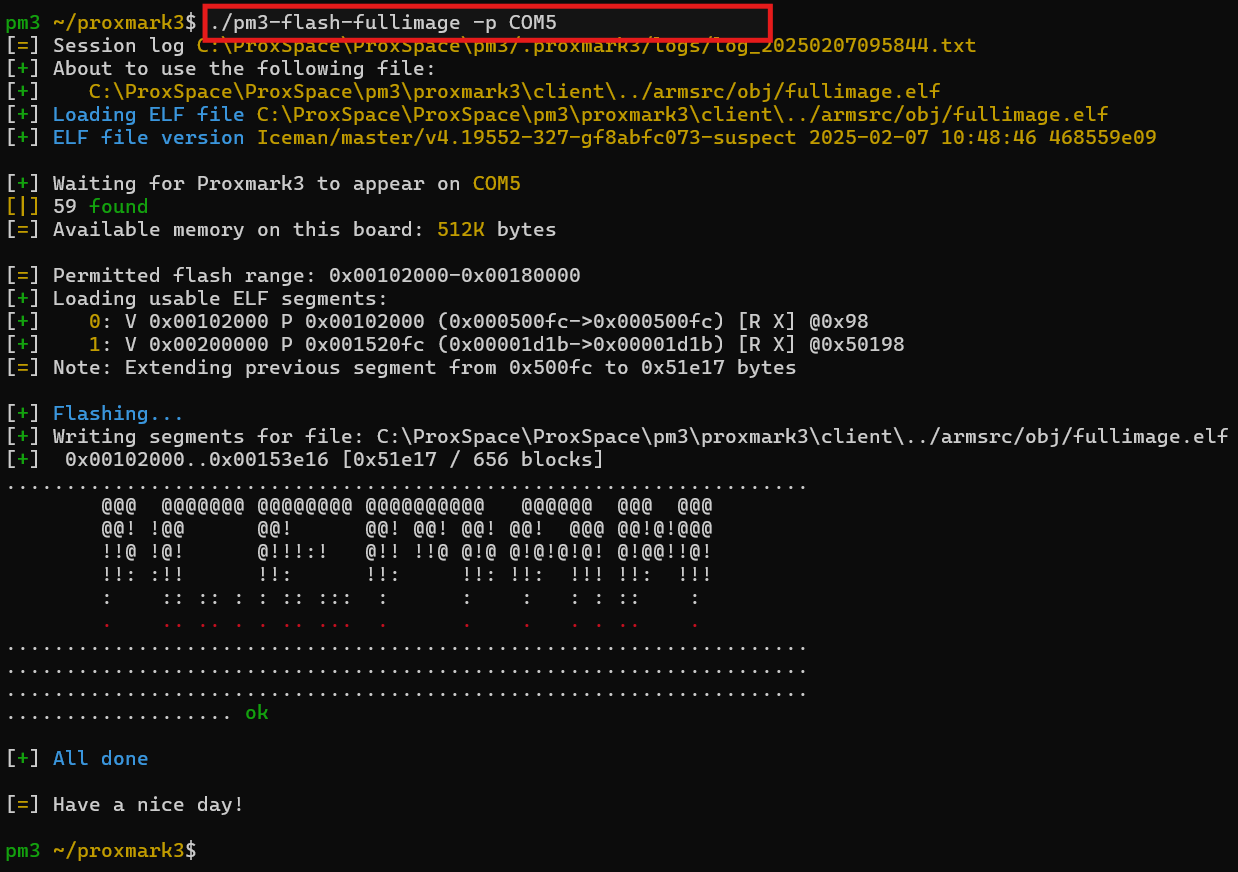 pm3 ~/proxmark3$ ./pm3-flash-fullimage -p COM5
[=] Session log C:\ProxSpace\ProxSpace\pm3/.proxmark3/logs/log_20250207095844.txt
[+] About to use the following file:
[+]    C:\ProxSpace\ProxSpace\pm3\proxmark3\client\../armsrc/obj/fullimage.elf
[+] Loading ELF file C:\ProxSpace\ProxSpace\pm3\proxmark3\client\../armsrc/obj/fullimage.elf
[+] ELF file version Iceman/master/v4.19552-327-gf8abfc073-suspect 2025-02-07 10:48:46 468559e09

[+] Waiting for Proxmark3 to appear on COM5
[|] 59 found
[=] Available memory on this board: 512K bytes

[=] Permitted flash range: 0x00102000-0x00180000
[+] Loading usable ELF segments:
[+]    0: V 0x00102000 P 0x00102000 (0x000500fc->0x000500fc) [R X] @0x98
[+]    1: V 0x00200000 P 0x001520fc (0x00001d1b->0x00001d1b) [R X] @0x50198
[=] Note: Extending previous segment from 0x500fc to 0x51e17 bytes

[+] Flashing...
[+] Writing segments for file: C:\ProxSpace\ProxSpace\pm3\proxmark3\client\../armsrc/obj/fullimage.elf
[+]  0x00102000..0x00153e16 [0x51e17 / 656 blocks]
...................................................................
        @@@  @@@@@@@ @@@@@@@@ @@@@@@@@@@   @@@@@@  @@@  @@@
        @@! !@@      @@!      @@! @@! @@! @@!  @@@ @@!@!@@@
        !!@ !@!      @!!!:!   @!! !!@ @!@ @!@!@!@! @!@@!!@!
        !!: :!!      !!:      !!:     !!: !!:  !!! !!:  !!!
        :    :: :: : : :: :::  :      :    :   : : ::    :
        .    .. .. . . .. ...  .      .    .   . . ..    .
...................................................................
...................................................................
...................................................................
................... ok

[+] All done

[=] Have a nice day!

pm3 ~/proxmark3$